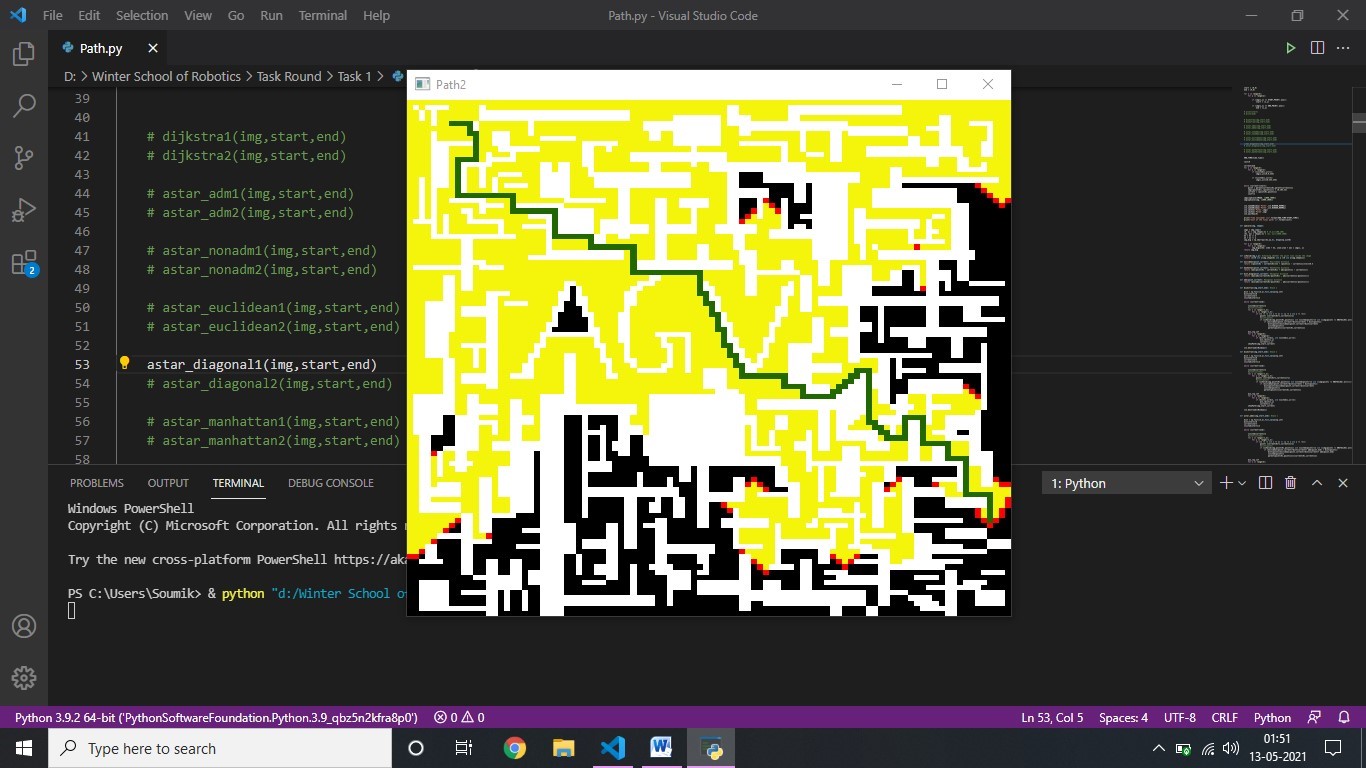 File Edit Selection View Go Run Terminal Help
Path.py - Visual Studio Code
Path.py
D: > Winter School of Robotics > Task Round > Task 1 >
Path2
39
40
41 # dijkstra1(img,start,end)
42 # dijkstra2(img,start,end)
43
44 # astar_adm1(img,start,end)
45 # astar_adm2(img,start,end)
46
47 # astar_nonadm1(img,start,end)
48 # astar_nonadm2(img,start,end)
49
50 # astar_euclidean1(img,start,end)
51 # astar_euclidean2(img,start,end)
52
53 astar_diagonal1(img,start,end)
54 # astar_diagonal2(img,start,end)
55
56 # astar_manhattan1(img,start,end)
57 # astar_manhattan2(img,start,end)
58
2
PROBLEMS OUTPUT TERMINAL DEBUG CONSOLE
1: Python
Windows PowerShell
Copyright (C) Microsoft Corporation. All rights
Try the new cross-platform PowerShell
PS C:\Users\Soumik> & python "d:/Winter School
Python 3.9.2 64-bit ('PythonSoftwareFoundation.Python.3.9_qbz5n2kfra8p0')
0 0
Ln 53, Col 5 Spaces: 4 UTF-8 CRLF Python
Type here to search
01:51
13-05-2021